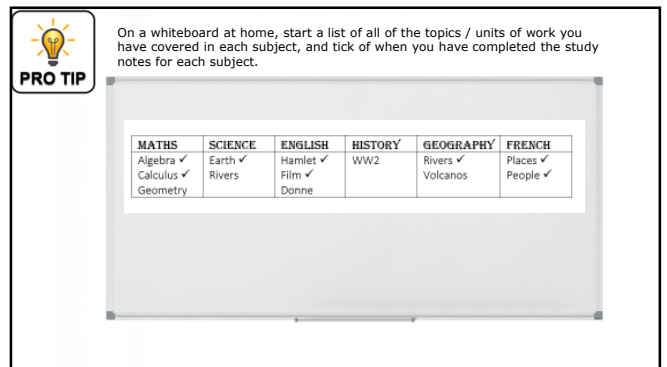 On a whiteboard at home, start a list of all of the topics / units of work you
have covered in each subject, and tick of when you have completed the study
notes for each subject.
PRO TIP
MATHS SCIENCE ENGLISH HISTORY GEOGRAPHY FRENCH
Algebra ✓ Earth ✓ Hamlet ✓ WW2 Rivers ✓ Places ✓
Calculus ✓ Rivers Film ✓ Volcanos People ✓
Geometry Donne